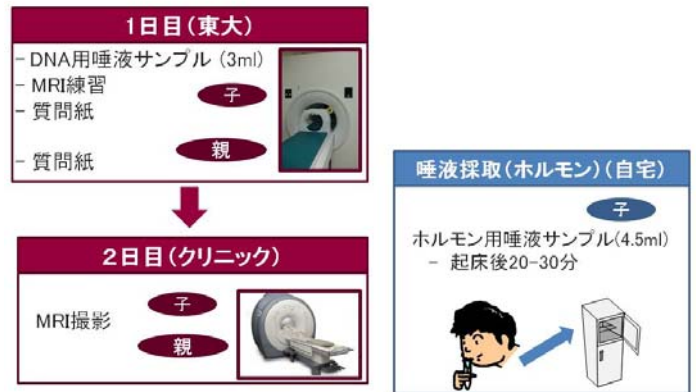 1日目(東大)
- DNA用唾液サンプル (3ml)
- MRI練習
- 質問紙
子
親
- 質問紙
2日目(クリニック)
MRI撮影
子
親
唾液採取(ホルモン)(自宅)
子
ホルモン用唾液サンプル(4.5ml)
- 起床後20-30分